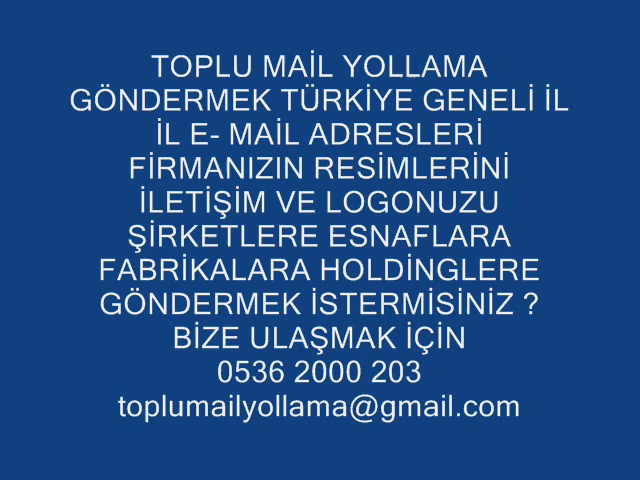 TOPLU MAİL YOLLAMA
GÖNDERMEK TÜRKİYE GENELİ İL
İL E- MAİL ADRESLERİ
FİRMANIZIN RESİMLERİNİ
İLETİŞİM VE LOGONUZU
ŞİRKETLERE ESNAFLARA
FABRİKALARA HOLDİNGLERE
GÖNDERMEK İSTERMİSİNİZ ?
BİZE ULAŞMAK İÇİN
0536 2000 203
toplumailyollama@gmail.com